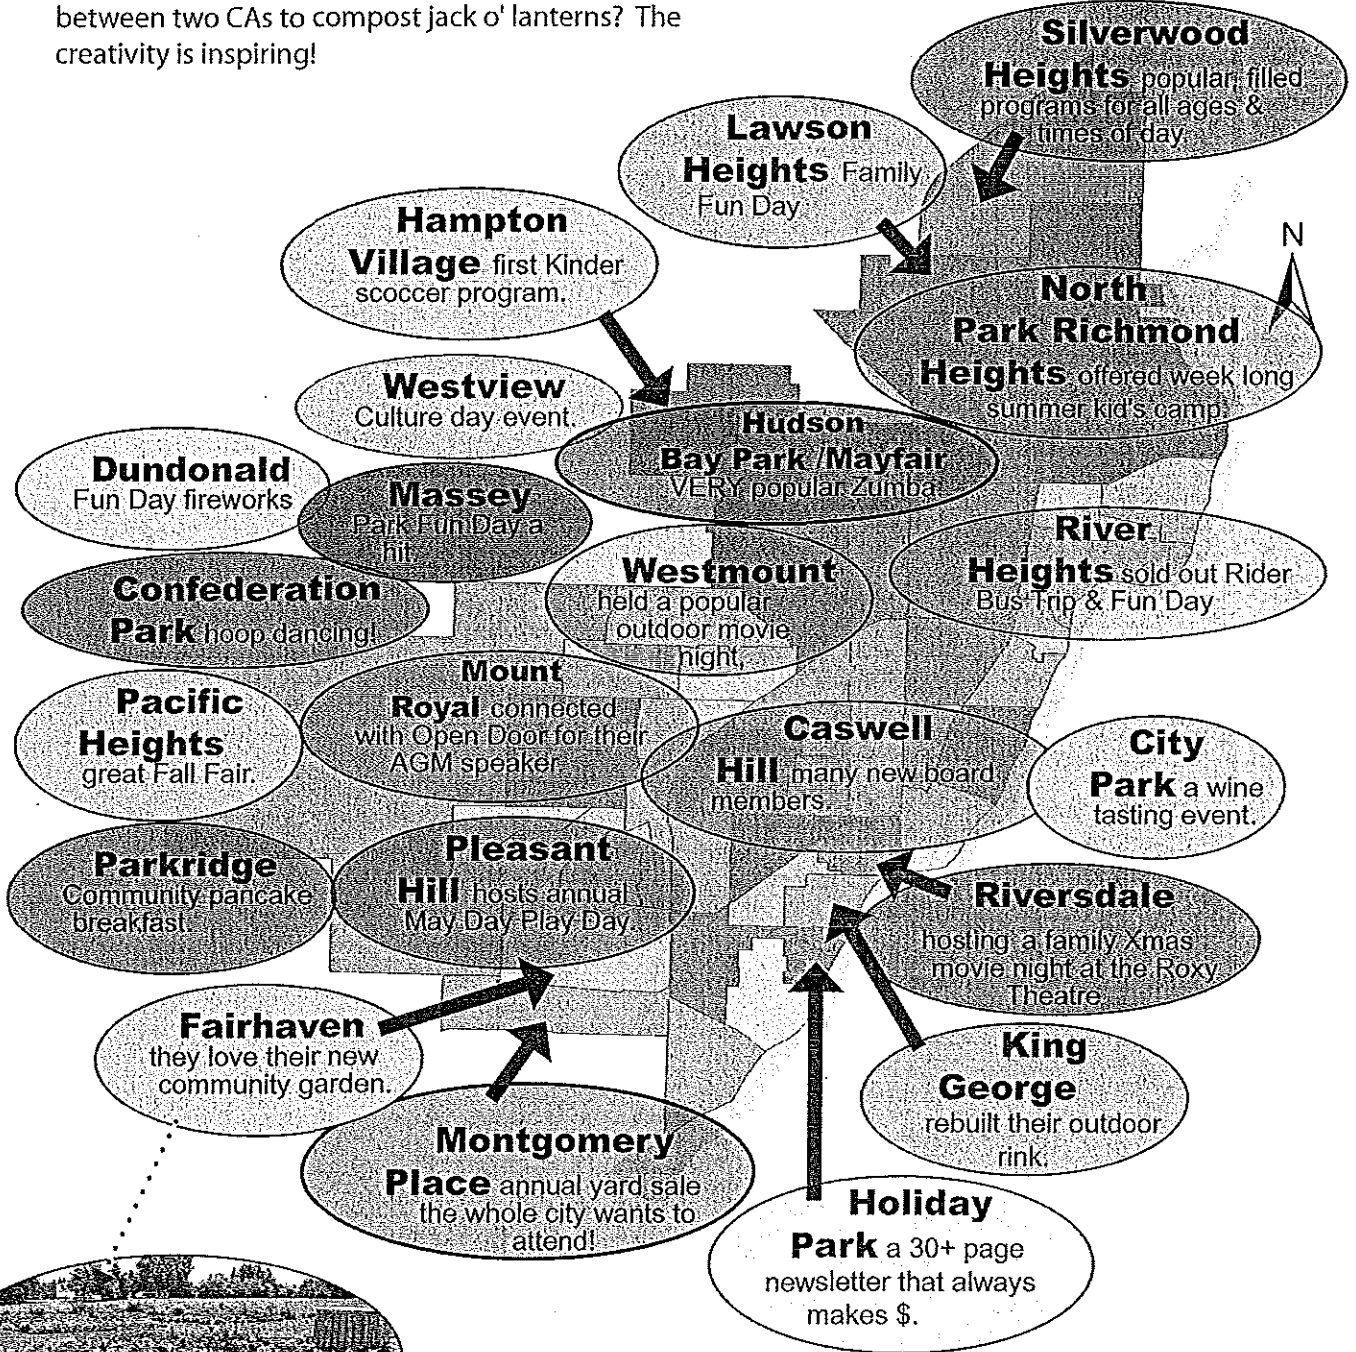 between two CAs to compost jack o' lanterns? The
creativity is inspiring!
Silverwood
Heights popular, filled
programs for all ages &
times of day.
Lawson
Heights Family
Fun Day
Hampton
Village first Kinder
scoccer program.
N
North
Park Richmond
Heights offered week long
summer kid's camp.
Westview
Culture day event.
Hudson
Bay Park /Mayfair
VERY popular Zumba
Dundonald
Fun Day fireworks
Massey
Park Fun Day a
hit
River
Heights sold out Rider
Bus Trip & Fun Day
Westmount
held a popular
outdoor movie
night,
Confederation
Park hoop dancing!
Mount
Royal connected
with Open Door for their
AGM speaker
Pacific
Heights
great Fall Fair.
Caswell
Hill many new board
members.
City
Park a wine
tasting event.
Parkridge
Community pancake
breakfast.
Pleasant
Hill hosts annual
May Day Play Day.
Riversdale
hosting a family Xmas
movie night at the Roxy
Theatre
Fairhaven
they love their new
community garden.
King
George
rebuilt their outdoor
rink.
Montgomery
Place annual yard sale
the whole city wants to
attend!
Holiday
Park a 30+ page
newsletter that always
makes $.